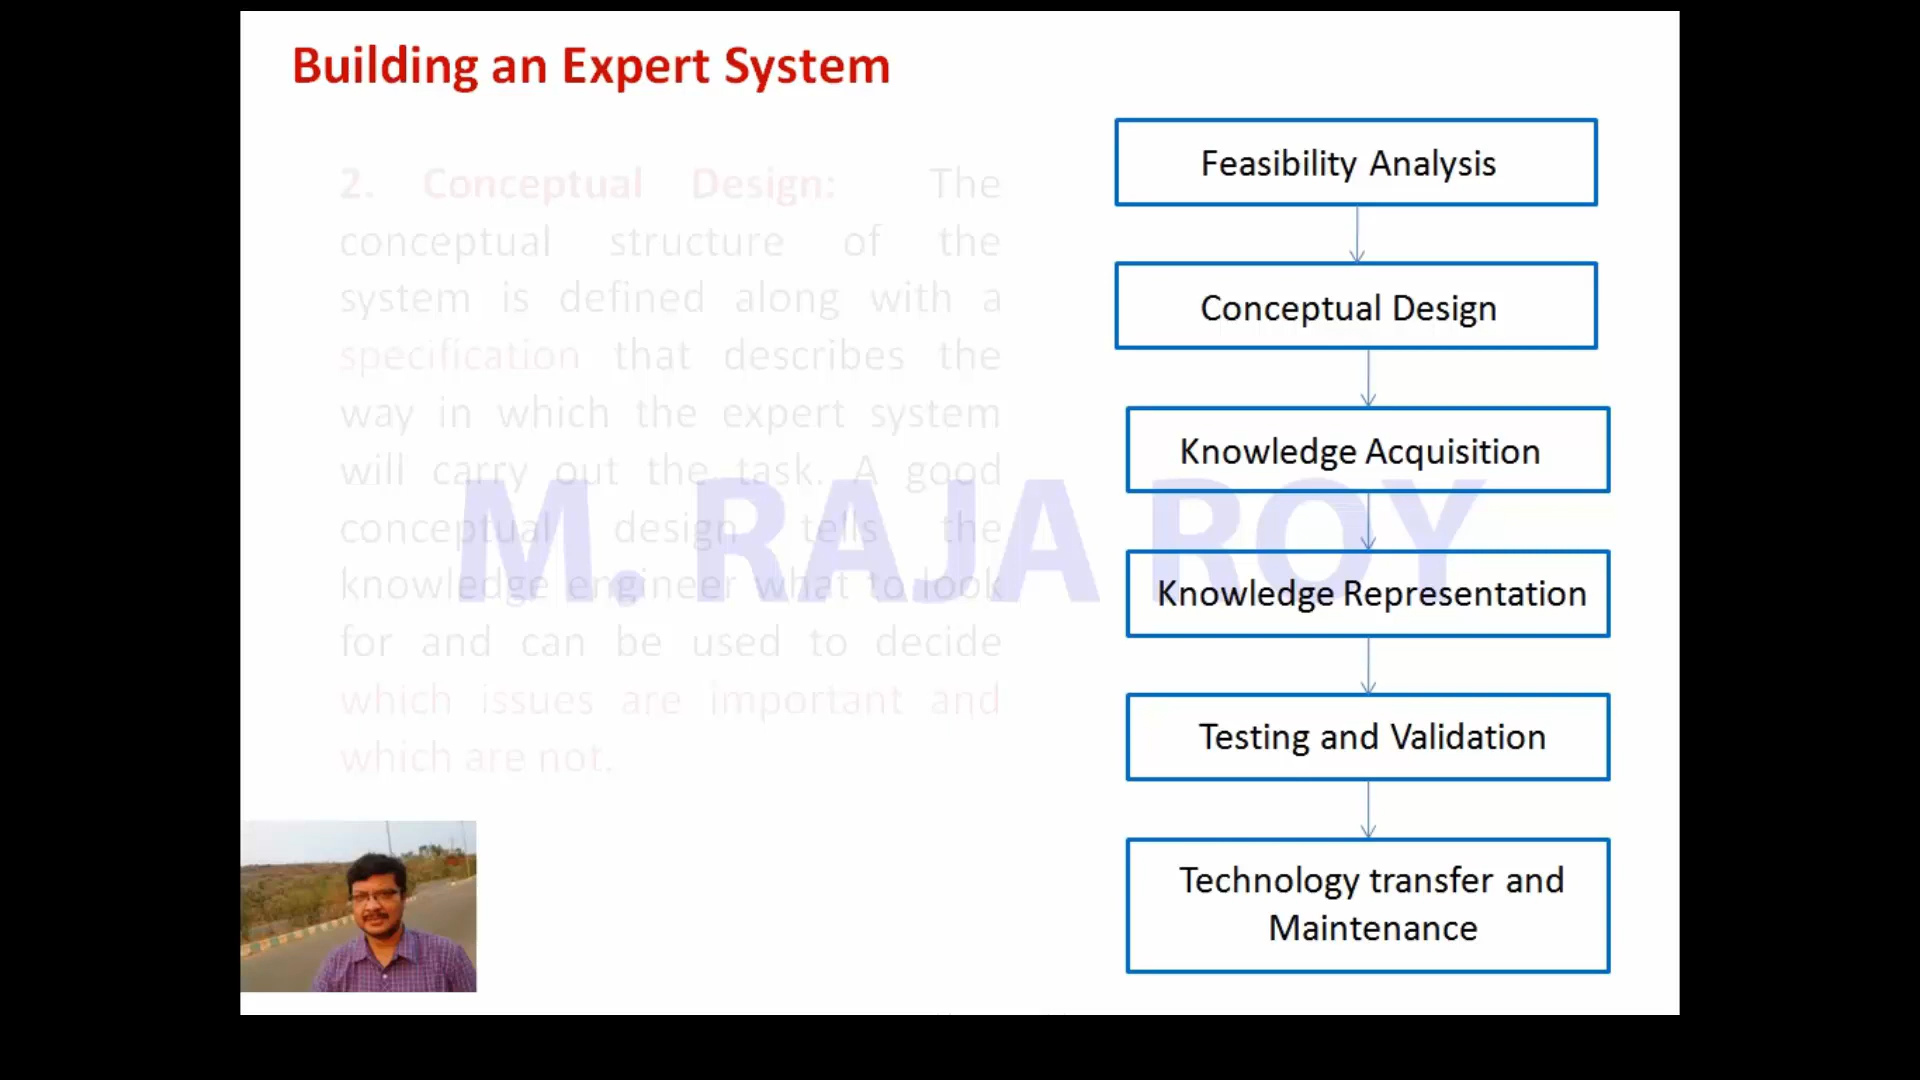 Building an Expert System
2. Conceptual Design: The
conceptual structure of the
system is defined along with a
specification that describes the
way in which the expert system
will carry out the task. A good
conceptual design tells the
knowledge engineer what to look
for and can be used to decide
which issues are important and
which are not.
M. RAJA ROY
Feasibility Analysis
Conceptual Design
Knowledge Acquisition
Knowledge Representation
Testing and Validation
Technology transfer and
Maintenance